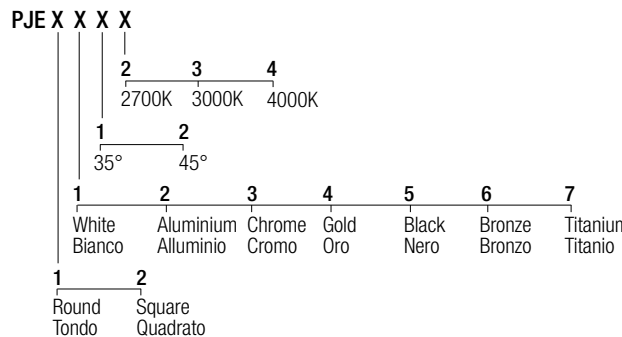 PJE X X X X
2 3 4
2700K 3000K 4000K
1 2
35° 45°
1 2 3 4 5 6 7
White Aluminium Chrome Gold Black Bronze Titanium
Bianco Alluminio Cromo Oro Nero Bronzo Titanio
1 2
Round Square
Tondo Quadrato